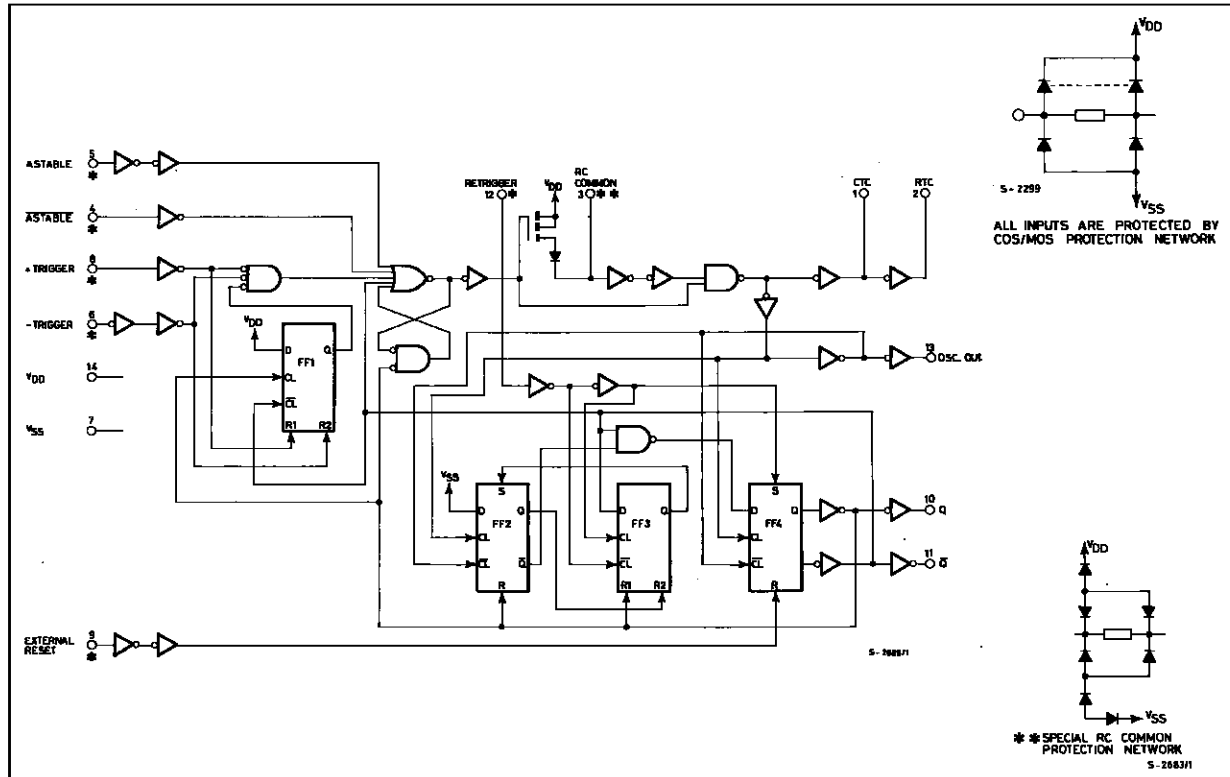 ASTABLE 5 *
ASTABLE 4 *
+TRIGGER 8 *
-TRIGGER 6 *
VDD 14
VSS 7
EXTERNAL RESET 9 *
RETRIGGER 12 *
VDD
RC COMMON 3 * *
CTC 1
RTC 2
VDD
D Q
FF1
CL
CL
R1 R2
13 OSC. OUT
VSS
S
D Q
FF2
CL
CL Q
R
D Q
FF3
CL
CL
R1 R2
S
D Q
FF4
CL
CL
R
10 Q
11 Q
S-2685/1
VDD
S-2299
VSS
ALL INPUTS ARE PROTECTED BY
COS/MOS PROTECTION NETWORK
VDD
VSS
* * SPECIAL RC COMMON
PROTECTION NETWORK
S-2683/1